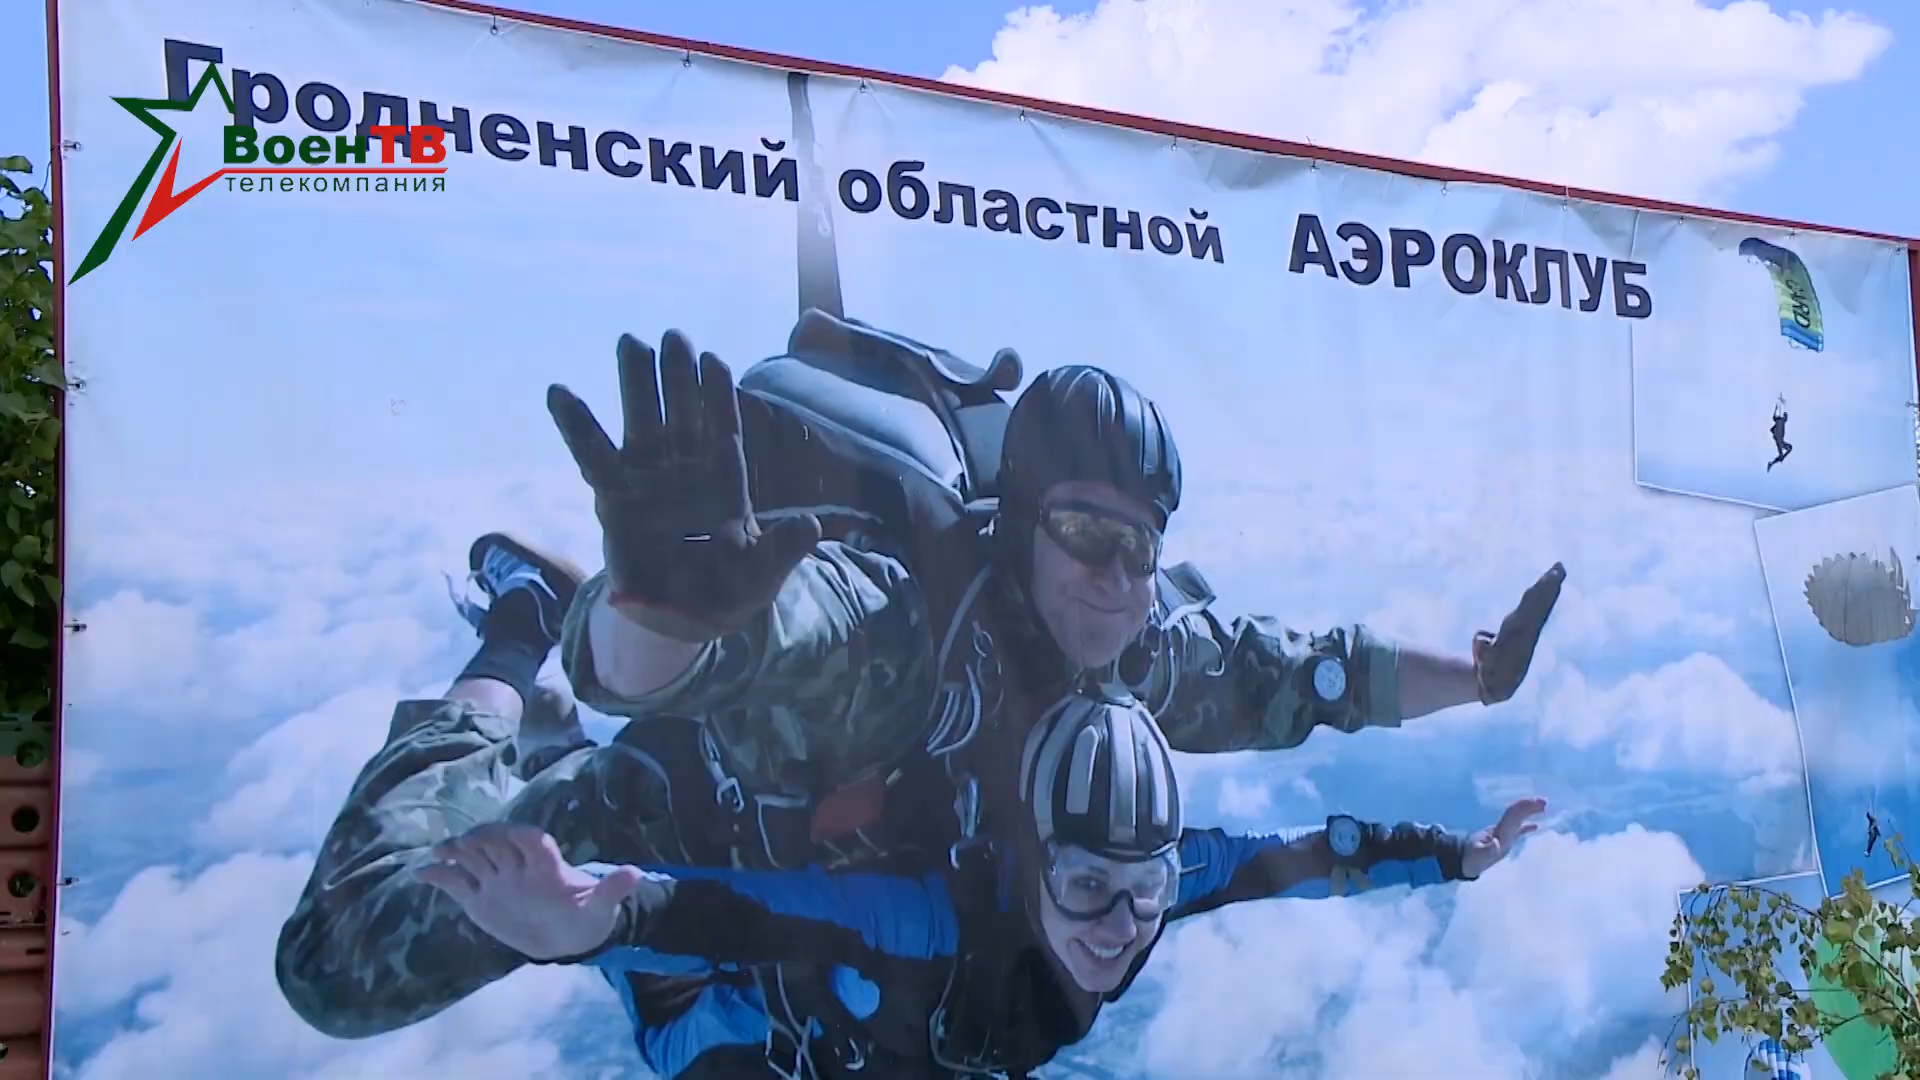 Гродненский областной АЭРОКЛУБ
ВоенТВ
телекомпания